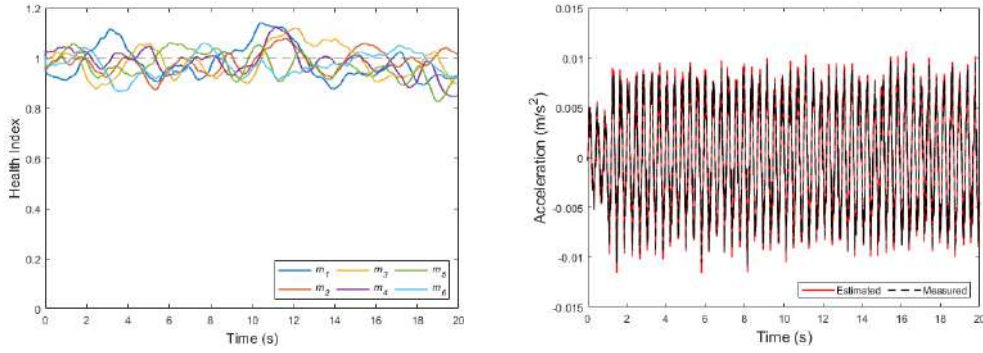 1.2
1
0.8
0.6
0.4
0.2
0
Health Index
m1 m3 m5
m2 m4 m6
0 2 4 6 8 10 12 14 16 18 20
Time (s)
0.015
0.01
0.005
0
-0.005
-0.01
-0.015
Acceleration (m/s²)
Estimated Measured
0 2 4 6 8 10 12 14 16 18 20
Time (s)